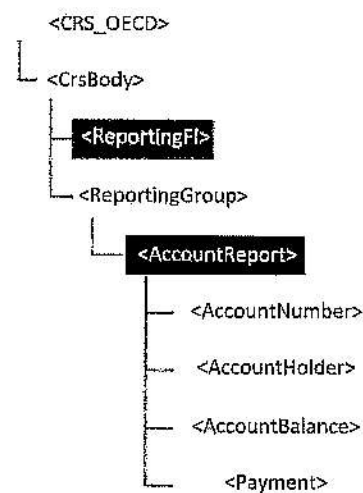 <CRS_OECD>
<CrsBody>
<ReportingFI>
<ReportingGroup>
<AccountReport>
<AccountNumber>
<AccountHolder>
<AccountBalance>
<Payment>